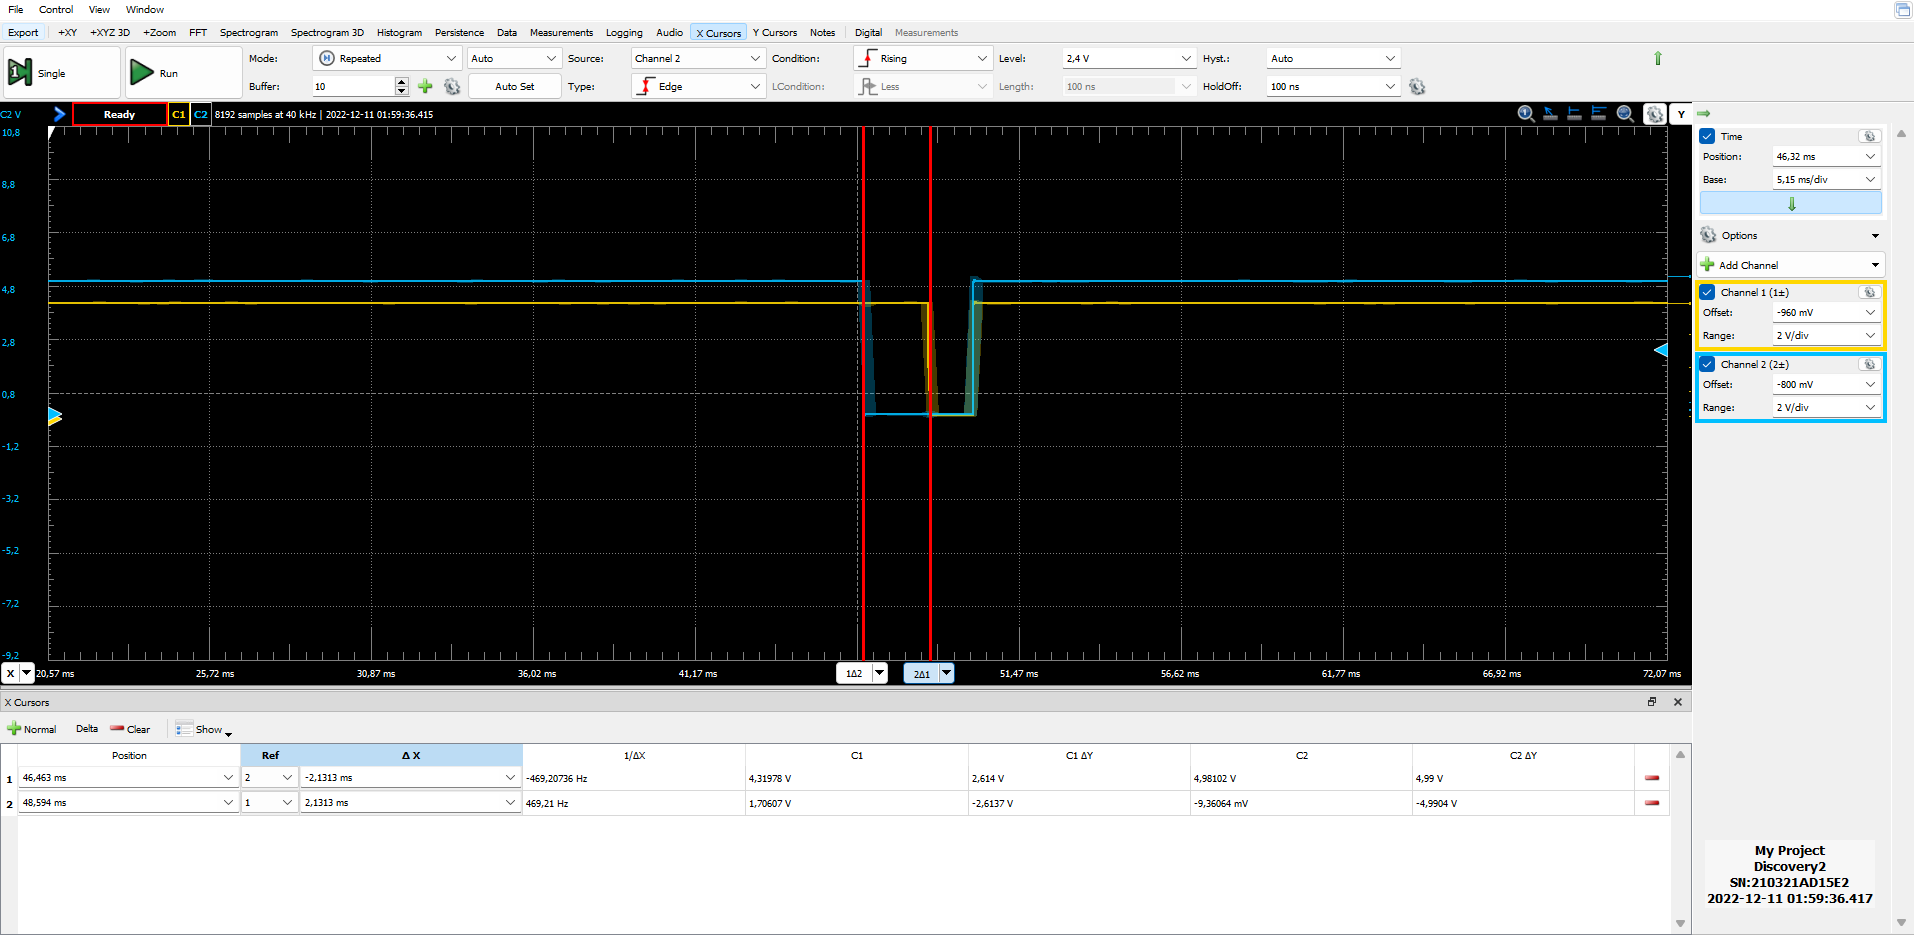 File Control View Window
Export +XY +XYZ 3D +Zoom FFT Spectrogram Spectrogram 3D Histogram Persistence Data Measurements Logging Audio X Cursors Y Cursors Notes Digital Measurements
Single Run Mode: Repeated Auto Source: Channel 2 Condition: Rising Level: 2,4 V Hyst.: Auto
Buffer: 10 Auto Set Type: Edge LCondition: Less Length: 100 ns HoldOff: 100 ns
C2 V Ready C1 C2 8192 samples at 40 kHz | 2022-12-11 01:59:36.415 Y
10,8
8,8
6,8
4,8
2,8
0,8
-1,2
-3,2
-5,2
-7,2
-9,2
X 20,57 ms 25,72 ms 30,87 ms 36,02 ms 41,17 ms 1Δ2 2Δ1 51,47 ms 56,62 ms 61,77 ms 66,92 ms 72,07 ms
Time
Position: 46,32 ms
Base: 5,15 ms/div
Options
Add Channel
Channel 1 (1±)
Offset: -960 mV
Range: 2 V/div
Channel 2 (2±)
Offset: -800 mV
Range: 2 V/div
X Cursors
Normal Delta Clear Show
Position Ref Δ X 1/ΔX C1 C1 ΔY C2 C2 ΔY
1 46,463 ms 2 -2,1313 ms -469,20736 Hz 4,31978 V 2,614 V 4,98102 V 4,99 V
2 48,594 ms 1 2,1313 ms 469,21 Hz 1,70607 V -2,6137 V -9,36064 mV -4,9904 V
My Project
Discovery2
SN:210321AD15E2
2022-12-11 01:59:36.417